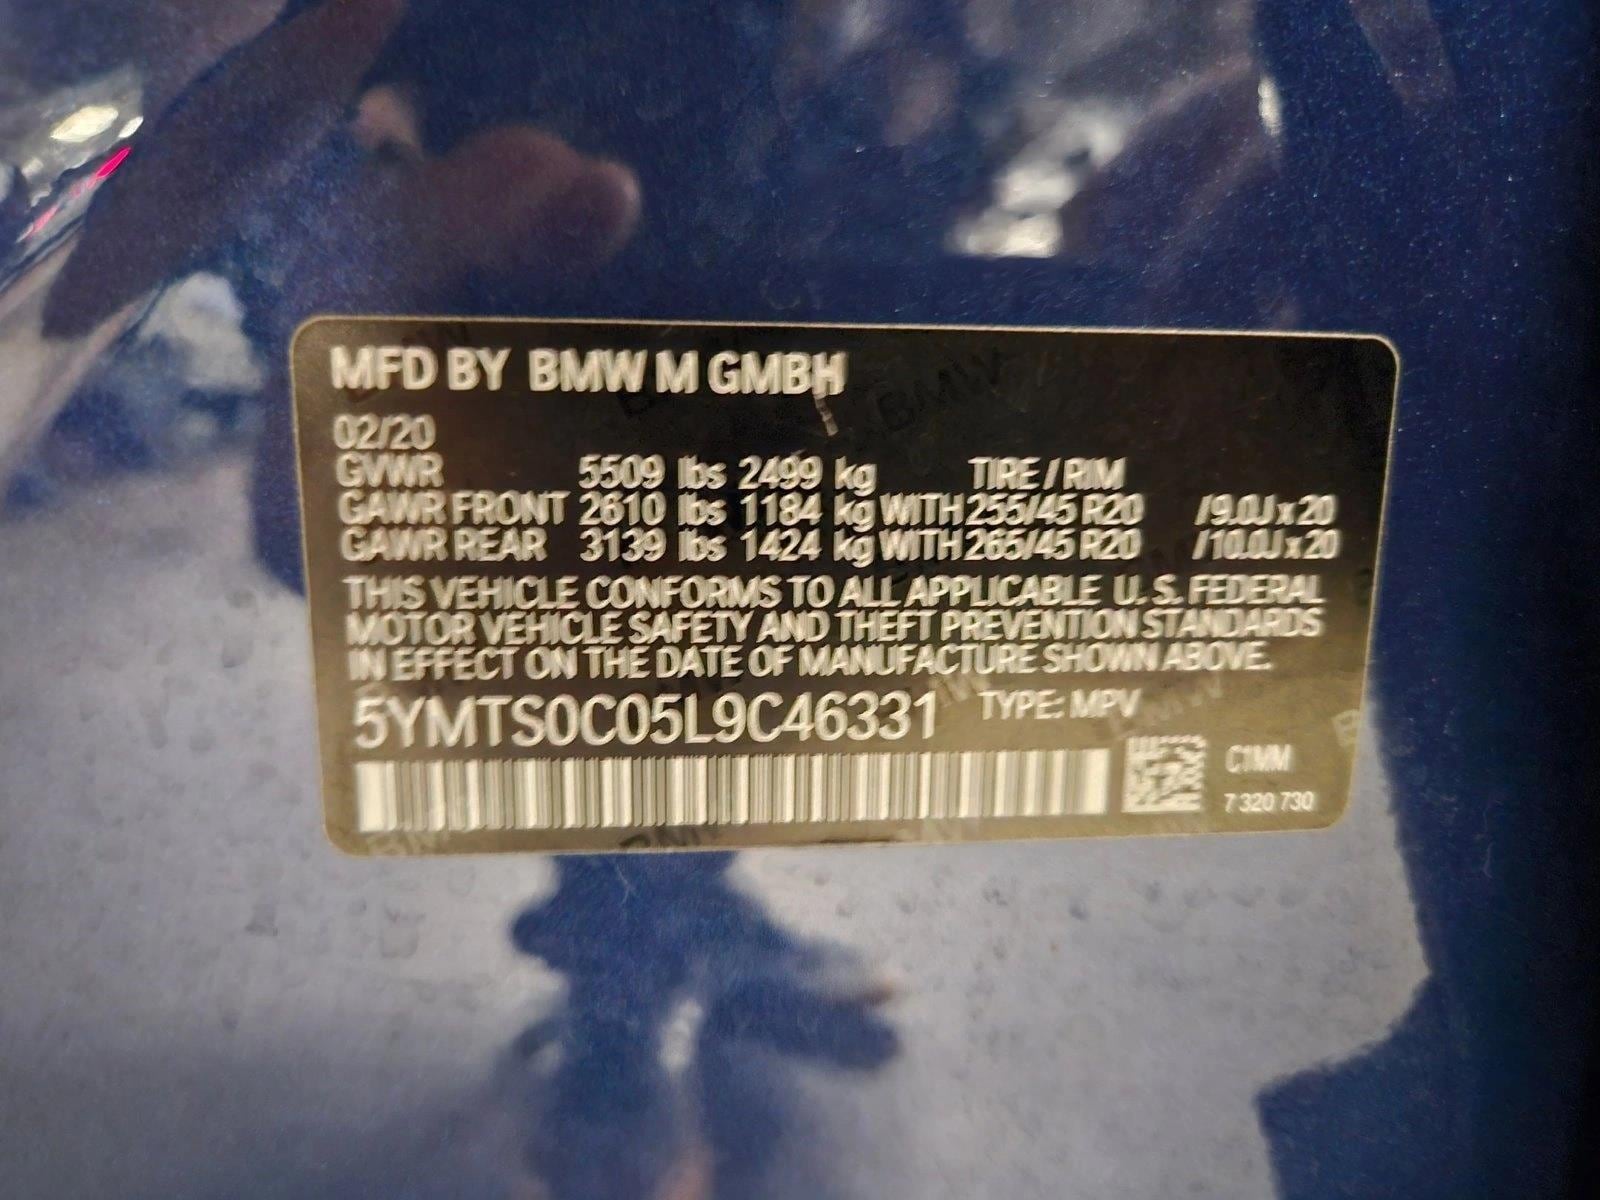 MFD BY BMW M GMBH
02/20
GVWR 5509 lbs 2499 kg TIRE / RIM
GAWR FRONT 2610 lbs 1184 kg WITH 255/45 R20 /9.0J x 20
GAWR REAR 3139 lbs 1424 kg WITH 265/45 R20 /10.0J x 20
THIS VEHICLE CONFORMS TO ALL APPLICABLE U.S. FEDERAL
MOTOR VEHICLE SAFETY AND THEFT PREVENTION STANDARDS
IN EFFECT ON THE DATE OF MANUFACTURE SHOWN ABOVE.
5YMTS0C05L9C46331 TYPE: MPV
C1MM
7 320 730